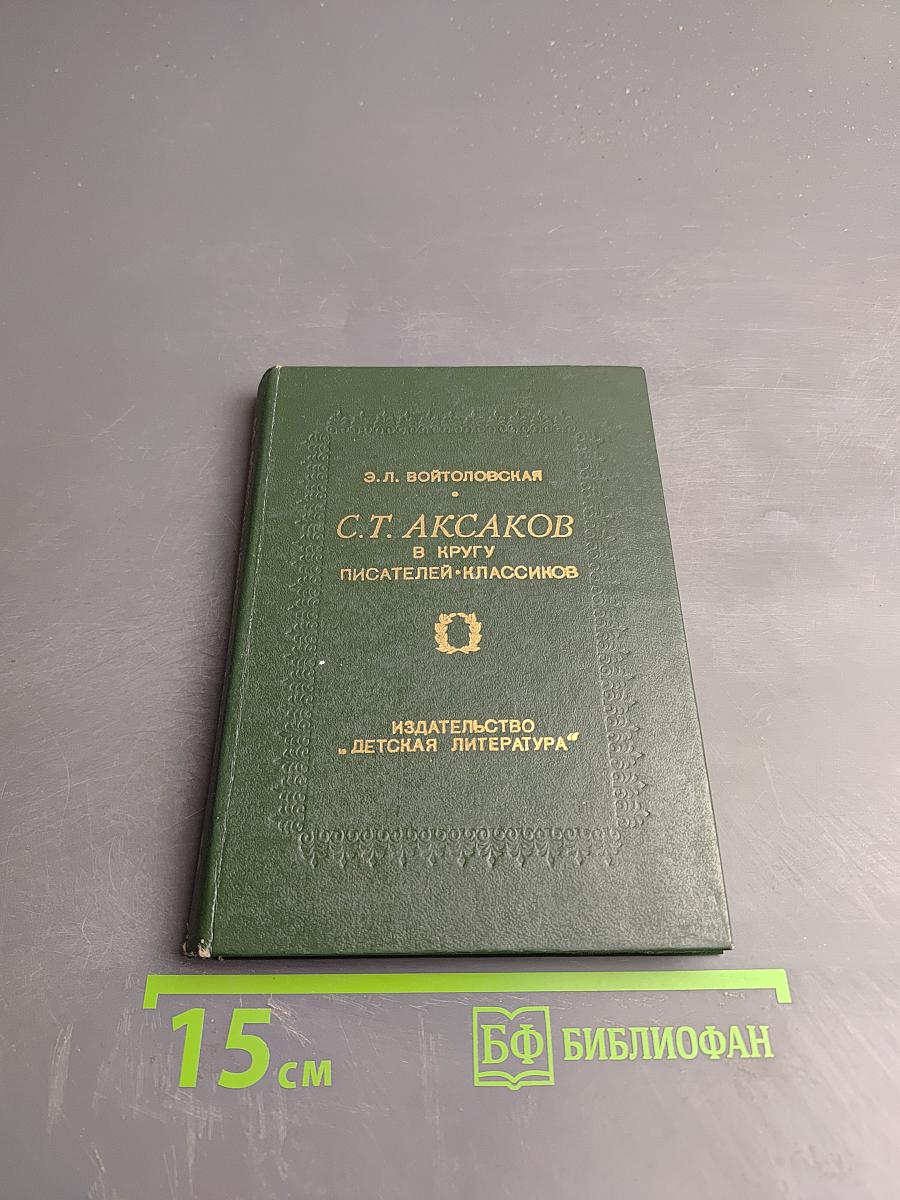 Э.Л. ВОЙТОЛОВСКАЯ
С.Т. АКСАКОВ
В КРУГУ
ПИСАТЕЛЕЙ-КЛАССИКОВ
ИЗДАТЕЛЬСТВО
„ДЕТСКАЯ ЛИТЕРАТУРА“
15 см
БФ БИБЛИОФАН